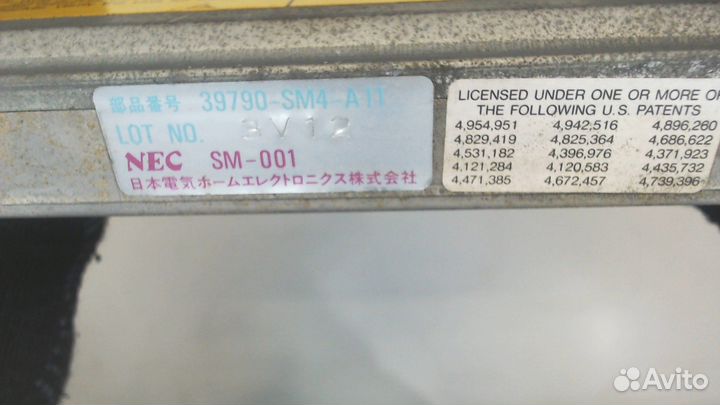 部品番号 39790-SM4-A11
LOT NO. 3V12
NEC SM-001
日本電気ホームエレクトロニクス株式会社
LICENSED UNDER ONE OR MORE OF
THE FOLLOWING U.S. PATENTS
4,954,951 4,942,516 4,896,260
4,829,419 4,825,364 4,686,622
4,531,182 4,396,976 4,371,923
4,121,284 4,120,583 4,435,732
4,471,385 4,672,457 4,739,396
Avito